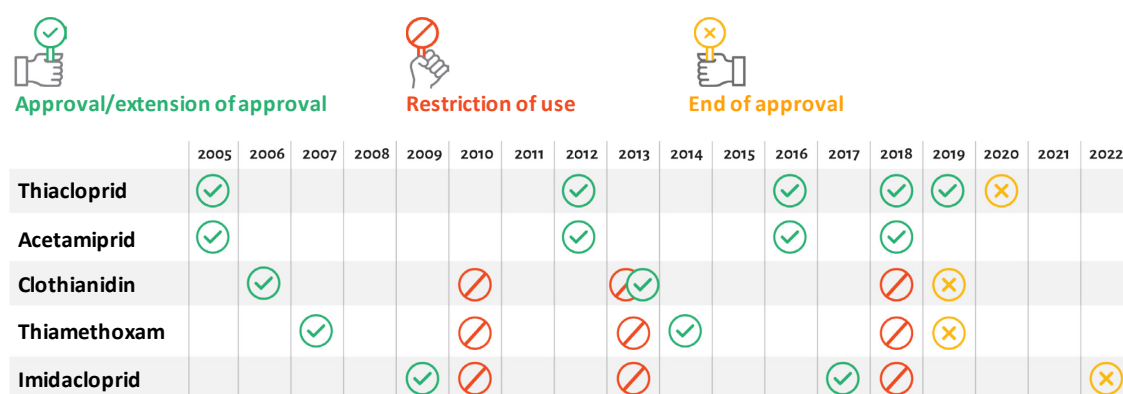 Approval/extension of approval Restriction of use End of approval
2005 2006 2007 2008 2009 2010 2011 2012 2013 2014 2015 2016 2017 2018 2019 2020 2021 2022
Thiacloprid
Acetamiprid
Clothianidin
Thiamethoxam
Imidacloprid